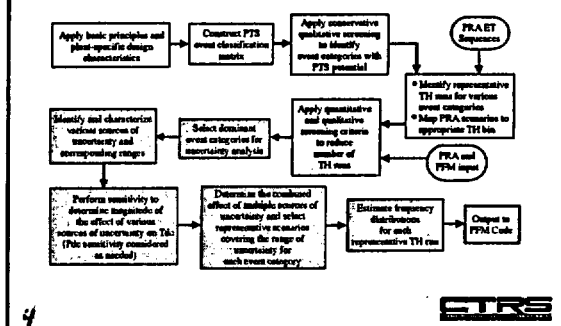 Apply basic principles and
plant-specific design
characteristics
Construct PTS
event classification
matrix
Apply conservative
qualitative screening
to identify
event categories with
PTS potential
PRA ET
Sequences
• Identify representative
TH runs for various
event categories
• Map PRA scenarios to
appropriate TH bin
PRA and
PFM input
Apply quantitative
and qualitative
screening criteria
to reduce
number of
TH runs
Select dominant
event categories for
uncertainty analysis
Identify and characterize
various sources of
uncertainty and
corresponding ranges
Perform sensitivity to
determine magnitude of
the effect of various
sources of uncertainty on
(Pdc sensitivity considered
as needed)
Determine the combined
effect of multiple sources of
uncertainty and select
representative scenarios
covering the range of
uncertainty for
each event category
Estimate frequency
distributions
for each
representative TH run
Output to
PFM Code
CTRS